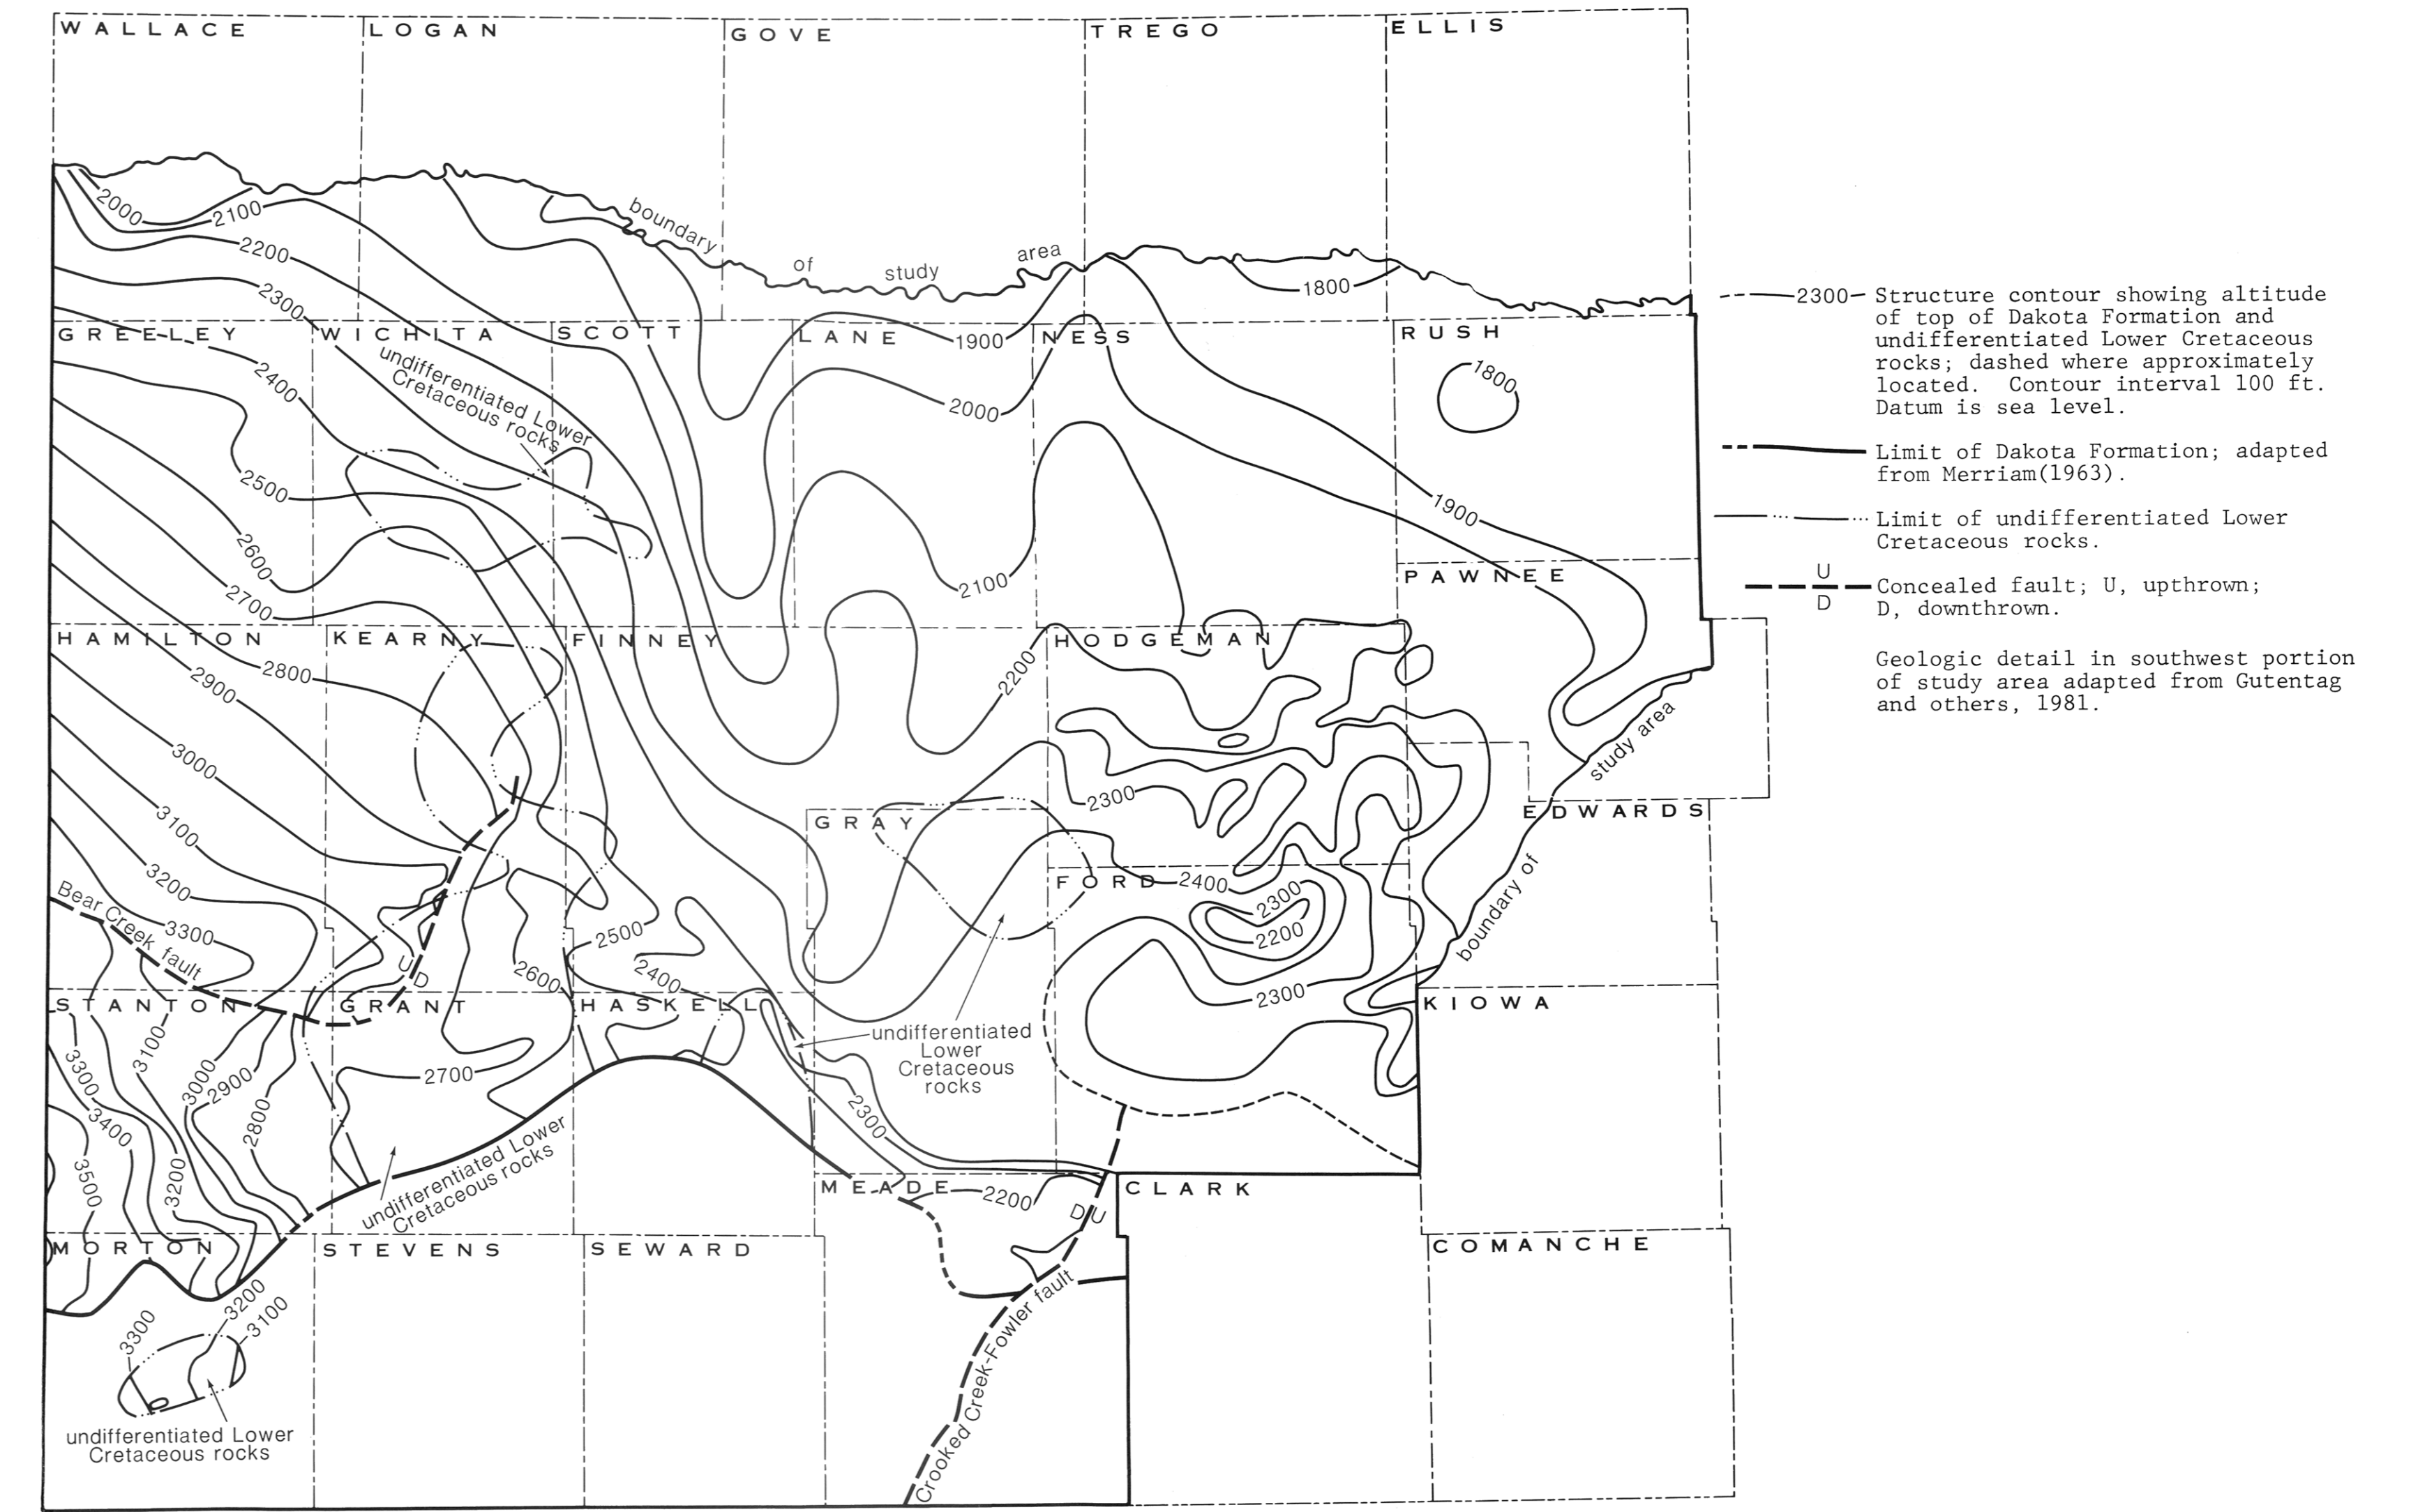 WALLACE
LOGAN
GOVE
TREGO
ELLIS
2000
2100
2200
2300
boundary
of
study
area
1800
GREELEY
WICHITA
SCOTT
LANE
1900
NESS
RUSH
1800
undifferentiated Lower
Cretaceous rocks
2400
2000
2500
1900
2600
2700
2100
PAWNEE
HAMILTON
KEARNY
FINNEY
HODGEMAN
2800
2900
2200
3000
study area
2300
3100
GRAY
EDWARDS
3200
FORD
2400
2300
2200
Bear Creek fault
3300
2500
boundary of
U
D
2600
2400
2300
STANTON
GRANT
HASKELL
KIOWA
undifferentiated
Lower
Cretaceous
rocks
3300
3100
3000
2900
2800
2700
2300
3400
3500
3200
undifferentiated Lower
Cretaceous rocks
MEADE
2200
CLARK
D
U
MORTON
STEVENS
SEWARD
COMANCHE
3200
3100
3300
Crooked Creek-Fowler fault
undifferentiated Lower
Cretaceous rocks
2300 Structure contour showing altitude
of top of Dakota Formation and
undifferentiated Lower Cretaceous
rocks; dashed where approximately
located. Contour interval 100 ft.
Datum is sea level.
Limit of Dakota Formation; adapted
from Merriam(1963).
Limit of undifferentiated Lower
Cretaceous rocks.
U
D
Concealed fault; U, upthrown;
D, downthrown.
Geologic detail in southwest portion
of study area adapted from Gutentag
and others, 1981.